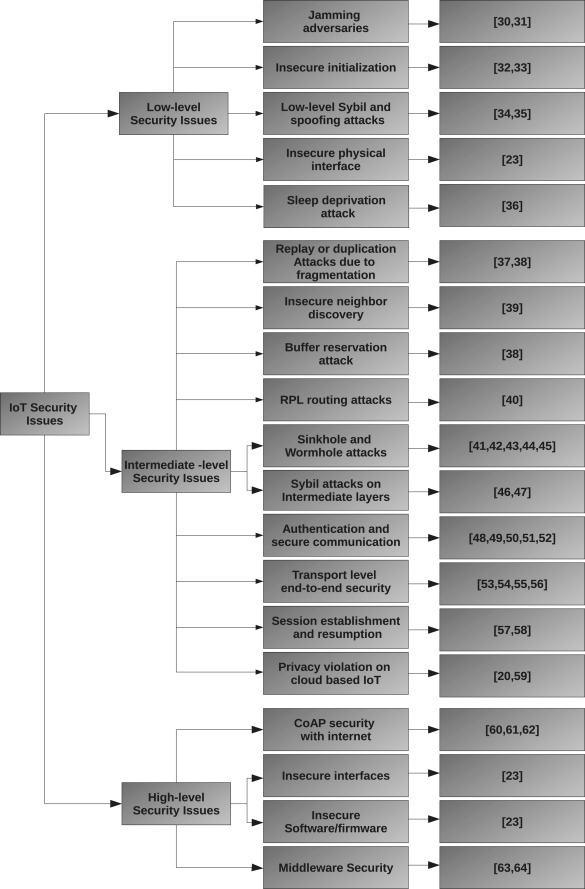 Jamming
adversaries
[30,31]
Insecure initialization
[32,33]
Low-level
Security Issues
Low-level Sybil and
spoofing attacks
[34,35]
Insecure physical
interface
[23]
Sleep deprivation
attack
[36]
Replay or duplication
Attacks due to
fragmentation
[37,38]
Insecure neighbor
discovery
[39]
Buffer reservation
attack
[38]
IoT Security
Issues
RPL routing attacks
[40]
Sinkhole and
Wormhole attacks
[41,42,43,44,45]
Intermediate -level
Security Issues
Sybil attacks on
Intermediate layers
[46,47]
Authentication and
secure communication
[48,49,50,51,52]
Transport level
end-to-end security
[53,54,55,56]
Session establishment
and resumption
[57,58]
Privacy violation on
cloud based IoT
[20,59]
CoAP security
with internet
[60,61,62]
Insecure interfaces
[23]
High-level
Security Issues
Insecure
Software/firmware
[23]
Middleware Security
[63,64]